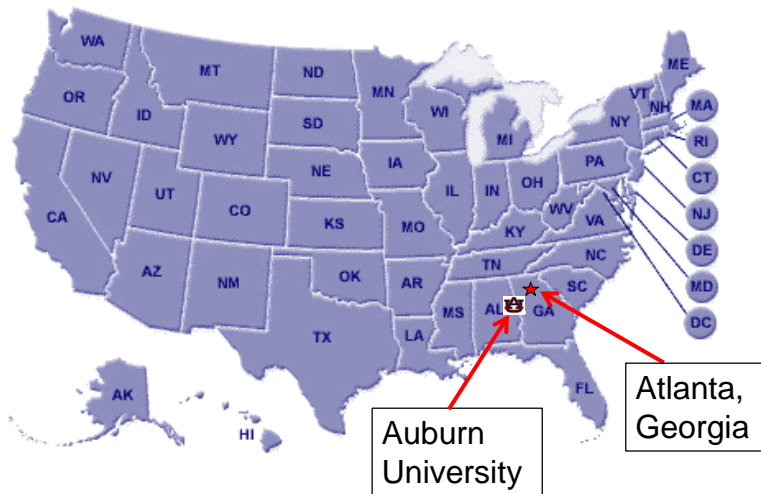 WA
MT
ND
MN
ME
VT
NH
MA
OR
ID
SD
WI
NY
RI
WY
MI
CT
NE
IA
PA
NV
UT
IL
IN
OH
NJ
CA
CO
KS
MO
WV
VA
KY
DE
AZ
NM
OK
AR
TN
NC
MD
SC
MS
AL
GA
DC
TX
LA
AK
HI
FL
Atlanta,
Georgia
Auburn
University